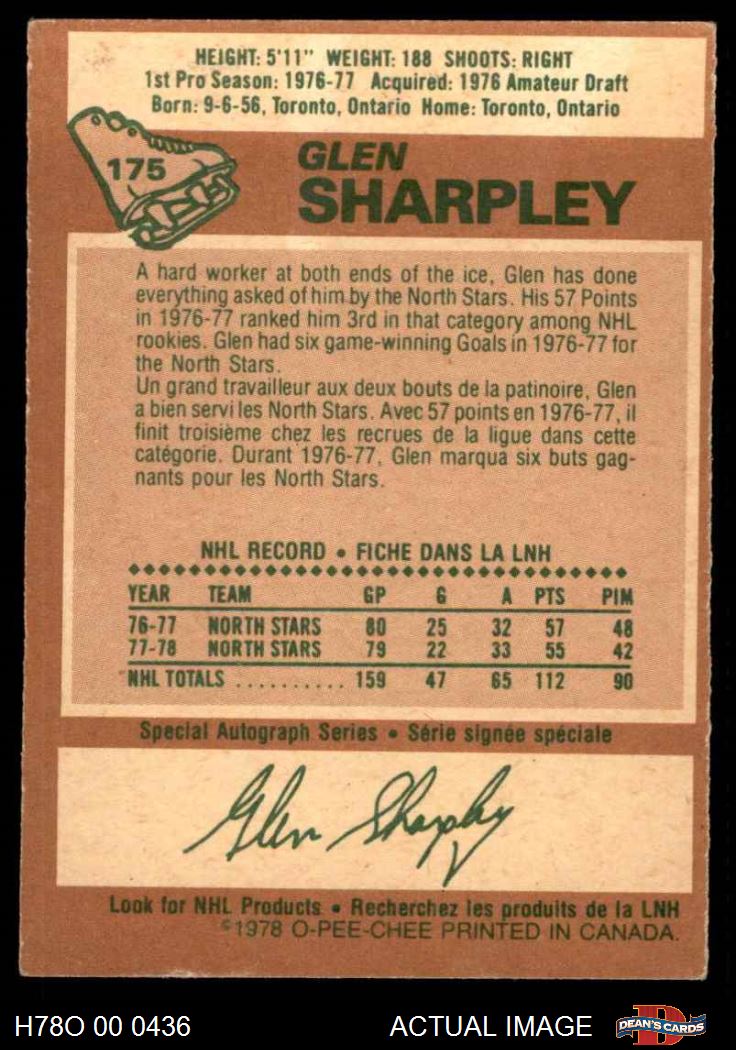 HEIGHT: 5'11" WEIGHT: 188 SHOOTS: RIGHT
1st Pro Season: 1976-77 Acquired: 1976 Amateur Draft
Born: 9-6-56, Toronto, Ontario Home: Toronto, Ontario
175
GLEN
SHARPLEY
A hard worker at both ends of the ice, Glen has done
everything asked of him by the North Stars. His 57 Points
in 1976-77 ranked him 3rd in that category among NHL
rookies. Glen had six game-winning Goals in 1976-77 for
the North Stars.
Un grand travailleur aux deux bouts de la patinoire, Glen
a bien servi les North Stars. Avec 57 points en 1976-77, il
finit troisième chez les recrues de la ligue dans cette
catégorie. Durant 1976-77, Glen marqua six buts gag-
nants pour les North Stars.
NHL RECORD • FICHE DANS LA LNH
YEAR TEAM GP G A PTS PIM
76-77 NORTH STARS 80 25 32 57 48
77-78 NORTH STARS 79 22 33 55 42
NHL TOTALS .......... 159 47 65 112 90
Special Autograph Series • Série signée spéciale
Glen Sharpley
Look for NHL Products • Recherchez les produits de la LNH
©1978 O-PEE-CHEE PRINTED IN CANADA.
H78O 00 0436 ACTUAL IMAGE
D
DEAN'S CARDS